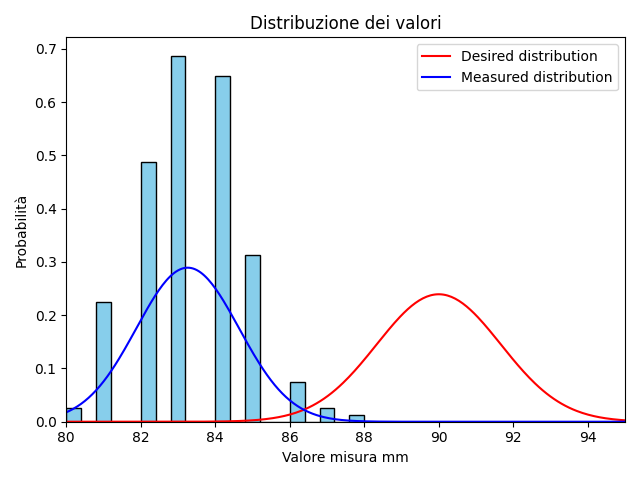 Distribuzione dei valori
Desired distribution
Measured distribution
Probabilità
0.7
0.6
0.5
0.4
0.3
0.2
0.1
0.0
80 82 84 86 88 90 92 94
Valore misura mm